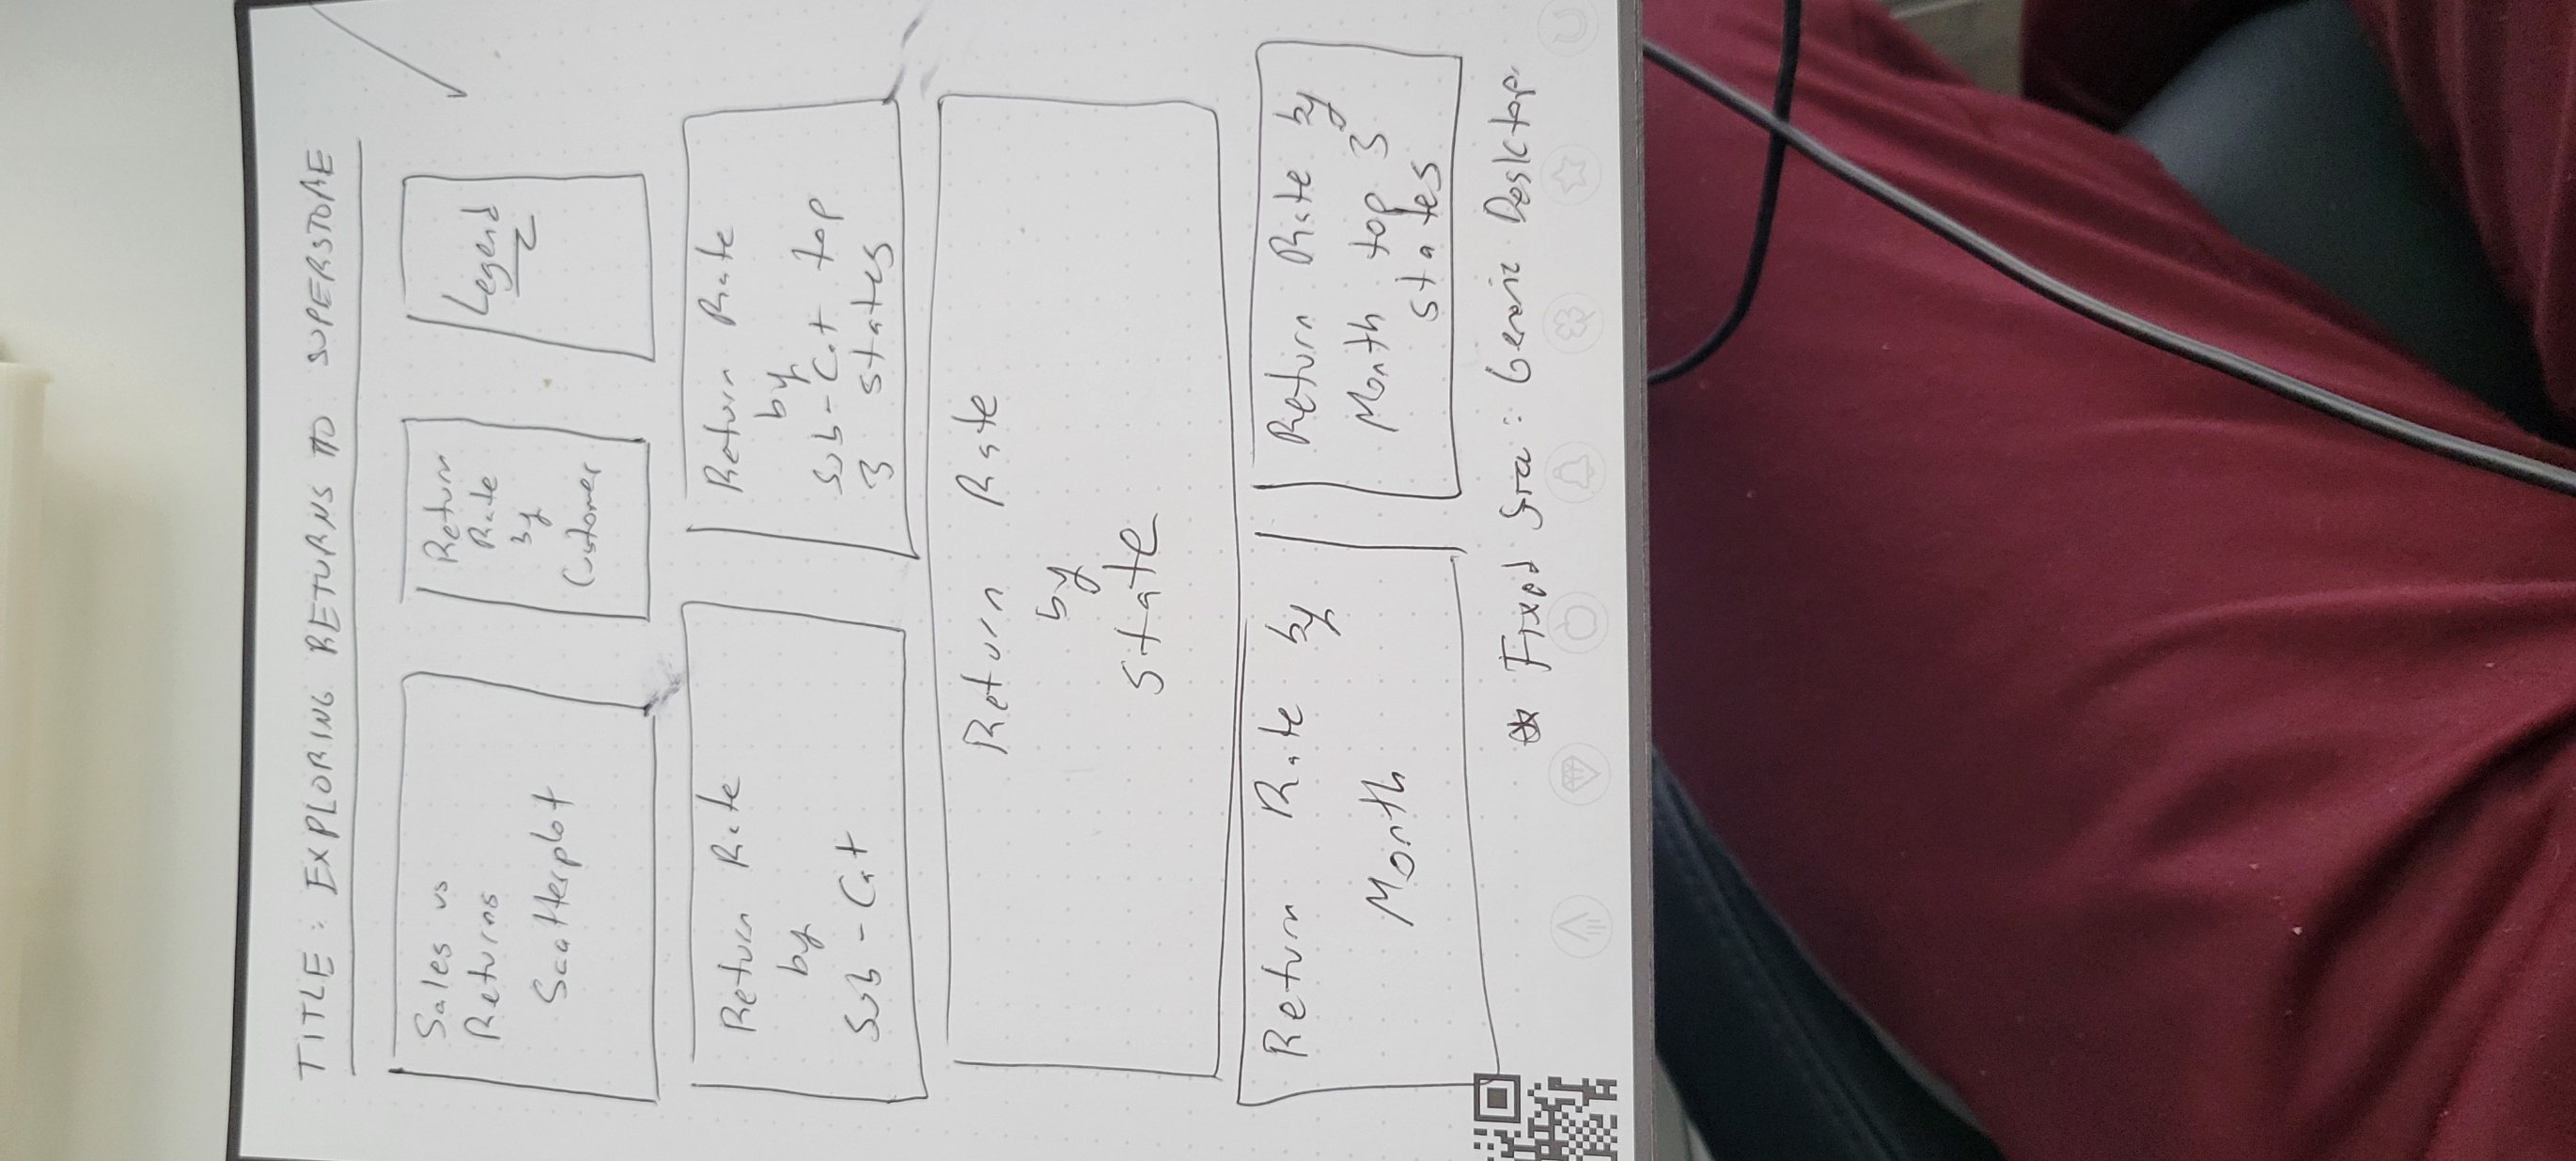 TITLE: EXPLORING RETURNS TO SUPERSTORE
Sales vs
Returns
Scatterplot
Return
Rate
by
Customer
Legend
Return Rate
by
Sub-Cat
Return Rate
by
Sub-Cat top
3 states
Return Rate
by
state
Return Rate by
Month
Return Rate by
Month top 3
states
* Fixed : Generic Desktop